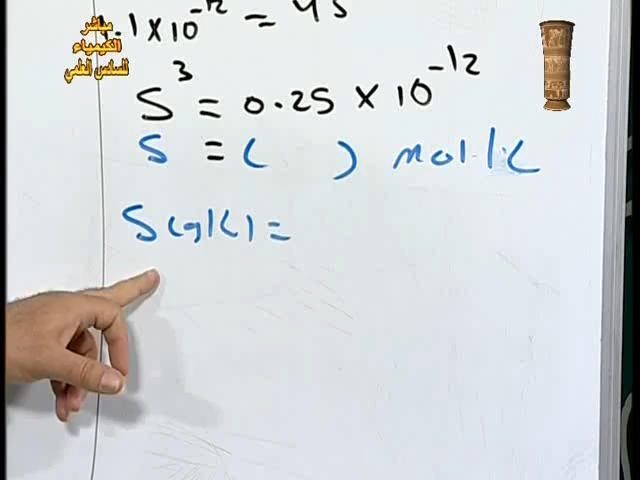 مباشر
الكيمياء
للسادس العلمي
.1 × 10⁻¹² = 4S
S³ = 0.25 × 10⁻¹²
S = ( ) mol/L
S(g/L) =